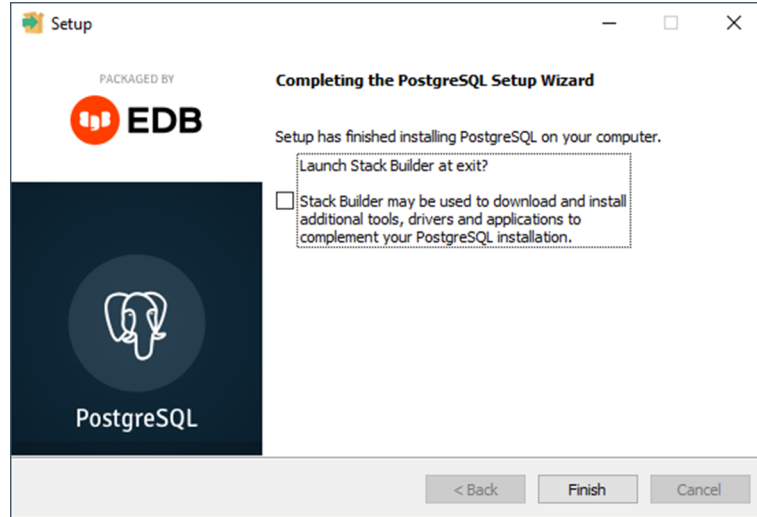 Setup
PACKAGED BY
EDB
PostgreSQL
Completing the PostgreSQL Setup Wizard
Setup has finished installing PostgreSQL on your computer.
Launch Stack Builder at exit?
Stack Builder may be used to download and install
additional tools, drivers and applications to
complement your PostgreSQL installation.
< Back
Finish
Cancel